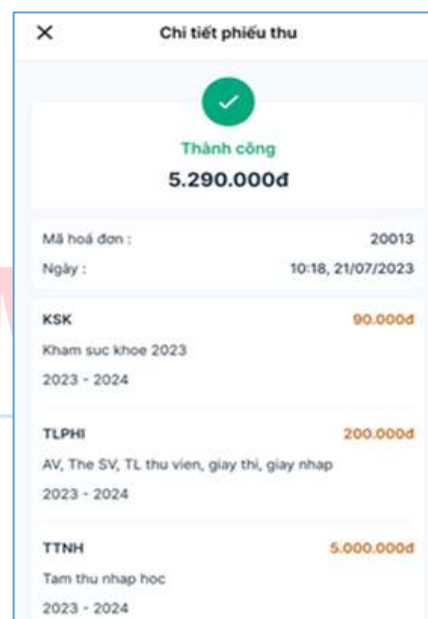 Chi tiết phiếu thu
Thành công
5.290.000đ
Mã hoá đơn : 20013
Ngày : 10:18, 21/07/2023
KSK 90.000đ
Kham suc khoe 2023
2023 - 2024
TLPHI 200.000đ
AV, The SV, TL thu vien, giay thi, giay nhap
2023 - 2024
TTNH 5.000.000đ
Tam thu nhap hoc
2023 - 2024